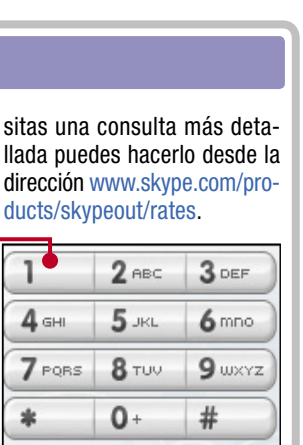 sitas una consulta más deta-
llada puedes hacerlo desde la
dirección www.skype.com/pro-
ducts/skypeout/rates.
1 2 ABC 3 DEF
4 GHI 5 JKL 6 mno
7 PQRS 8 TUV 9 wxyz
* 0 + #